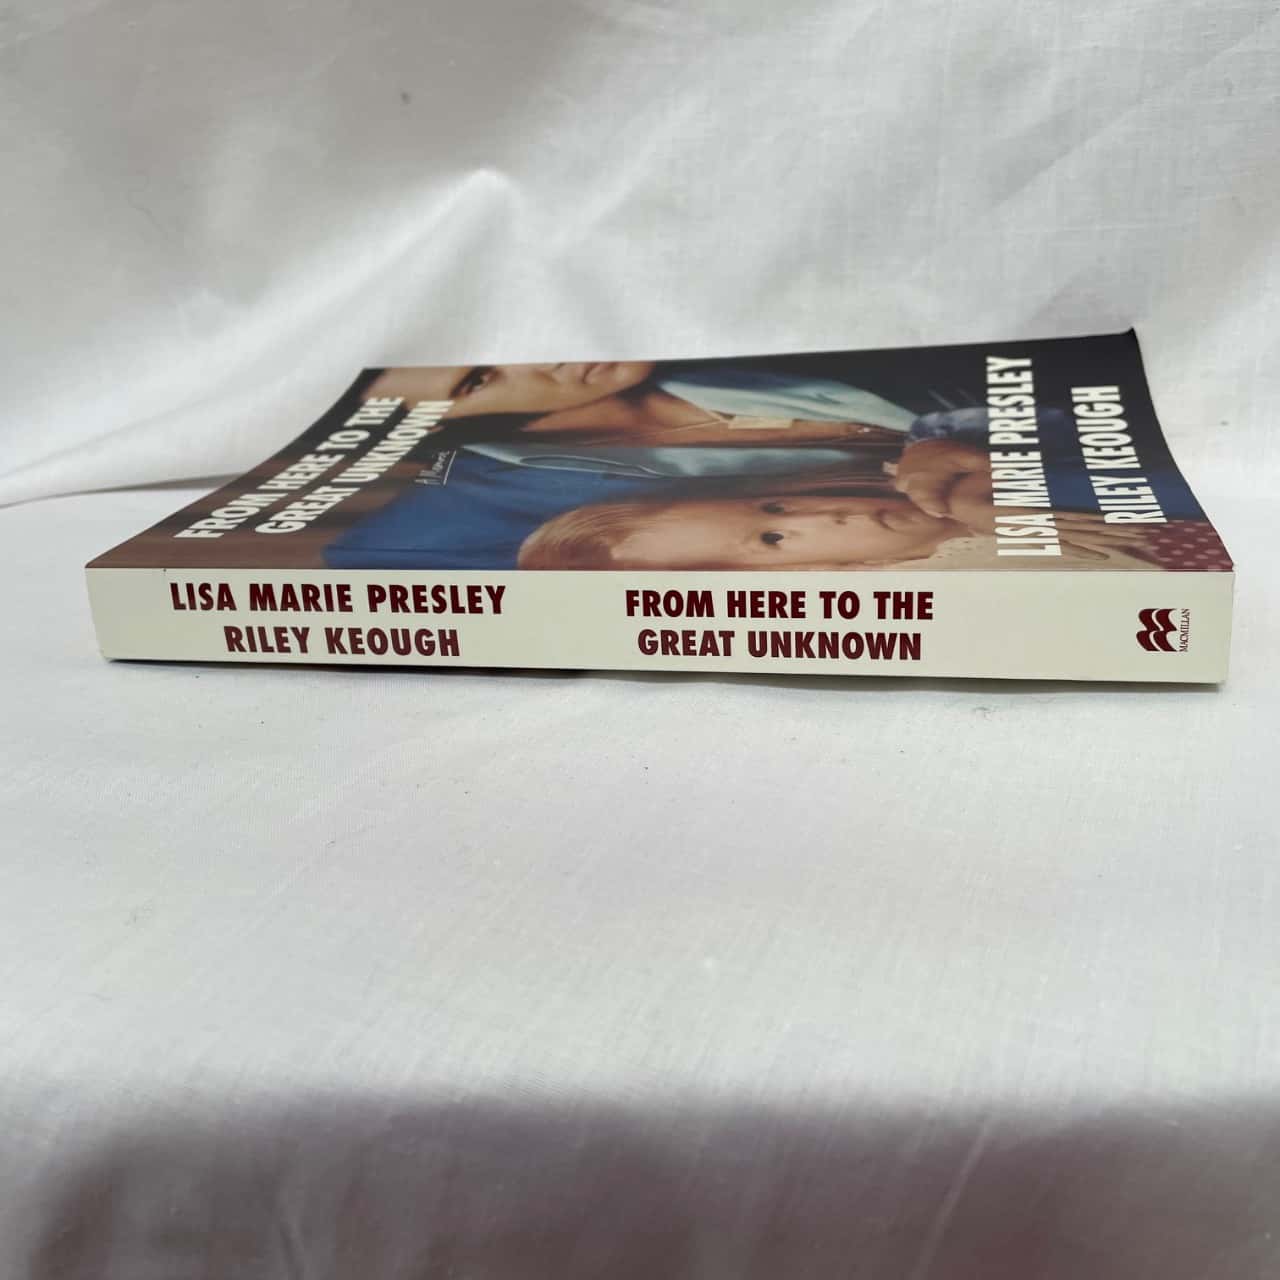 FROM HERE TO THE
GREAT UNKNOWN
A Memoir
LISA MARIE PRESLEY
RILEY KEOUGH
LISA MARIE PRESLEY
RILEY KEOUGH
FROM HERE TO THE
GREAT UNKNOWN
MACMILLAN